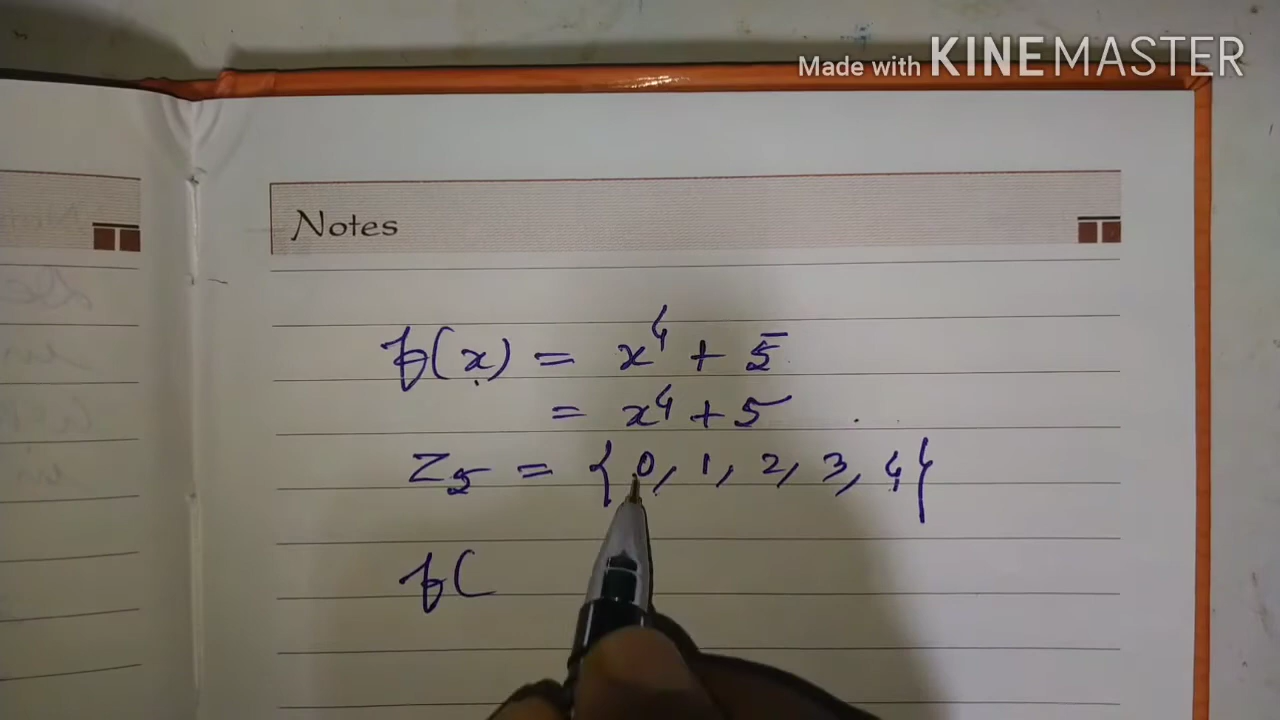 Made with KINEMASTER
Notes
f(x) = x⁴ + 5
= x⁴ + 5
Z₅ = {0, 1, 2, 3, 4}
f(